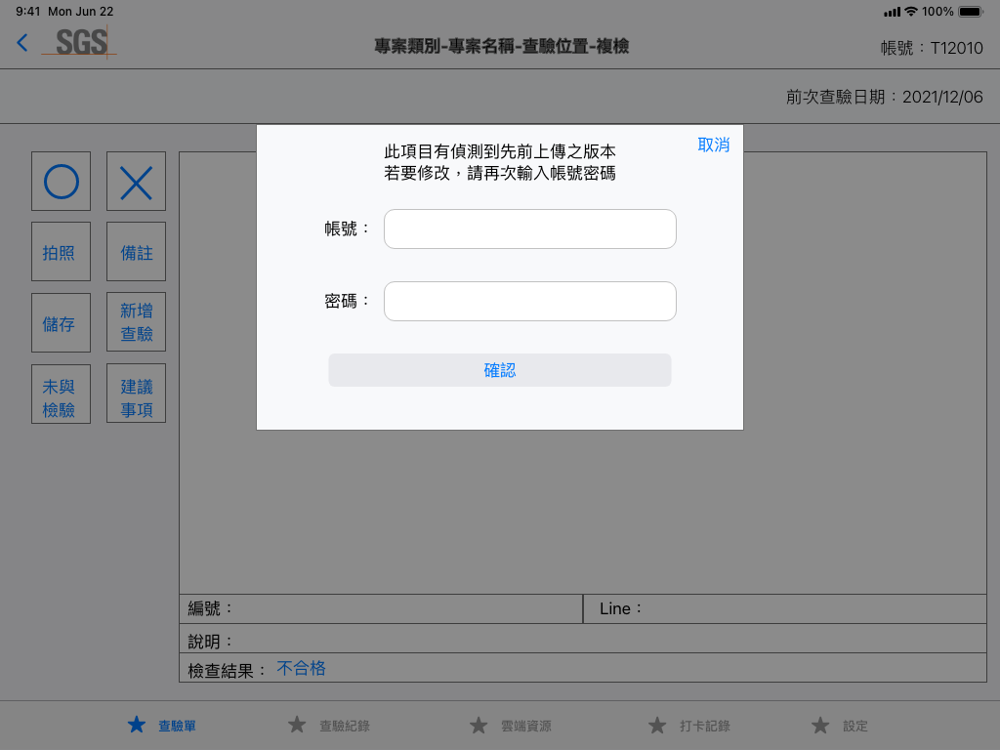 9:41 Mon Jun 22
100%
SGS
專案類別-專案名稱-查驗位置-複檢
帳號：T12010
前次查驗日期：2021/12/06
此項目有偵測到先前上傳之版本
若要修改，請再次輸入帳號密碼
取消
帳號：
密碼：
確認
拍照
備註
儲存
新增
查驗
未與
檢驗
建議
事項
編號：
Line：
說明：
檢查結果：
不合格
查驗單
查驗紀錄
雲端資源
打卡記錄
設定